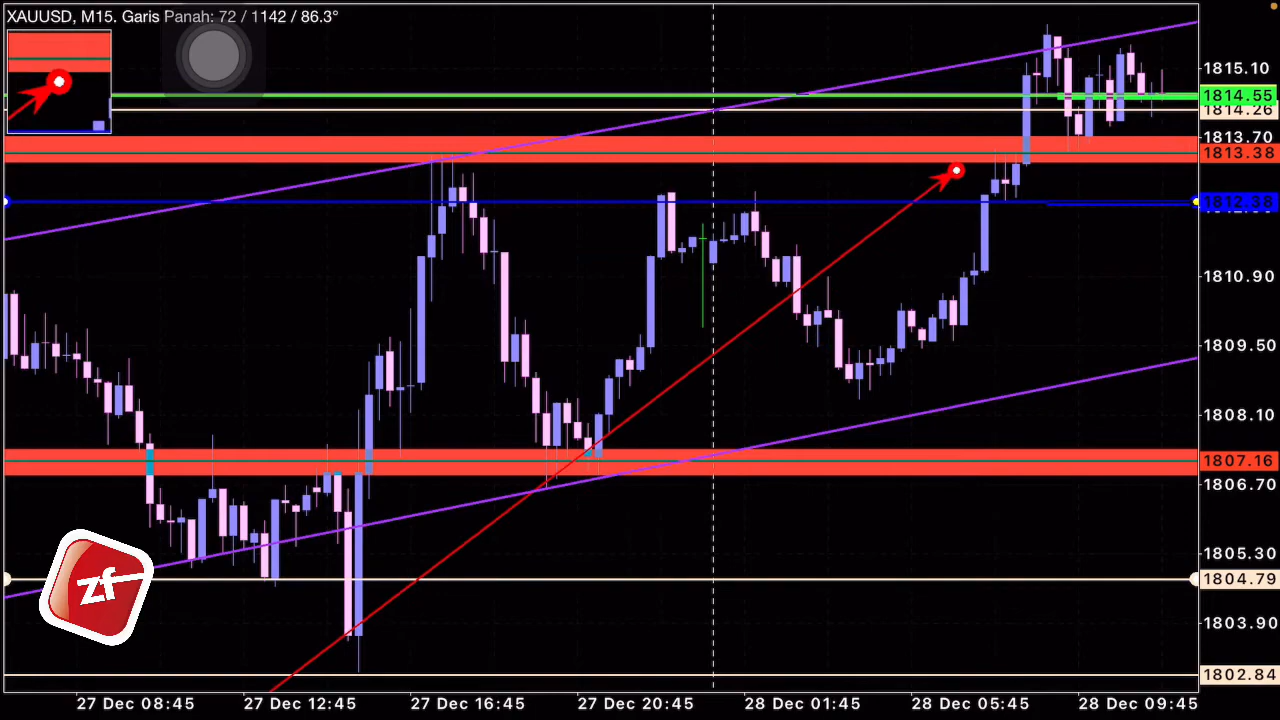 XAUUSD, M15. Garis Panah: 72 / 1142 / 86.3°
1815.10
1814.55
1814.26
1813.70
1813.38
1812.38
1810.90
1809.50
1808.10
1807.16
1806.70
1805.30
1804.79
1803.90
1802.84
zf
27 Dec 08:45
27 Dec 12:45
27 Dec 16:45
27 Dec 20:45
28 Dec 01:45
28 Dec 05:45
28 Dec 09:45